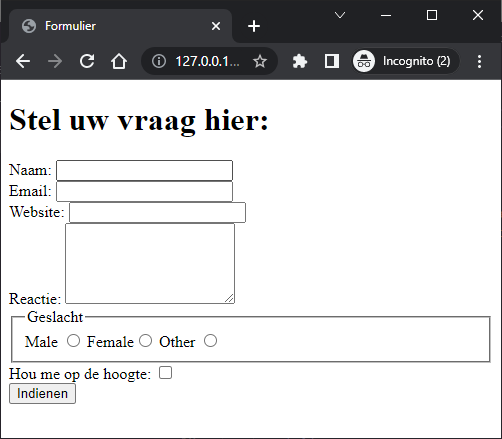 Formulier
127.0.0.1... Incognito (2)
Stel uw vraag hier:
Naam:
Email:
Website:
Reactie:
Geslacht
Male Female Other
Hou me op de hoogte:
Indienen